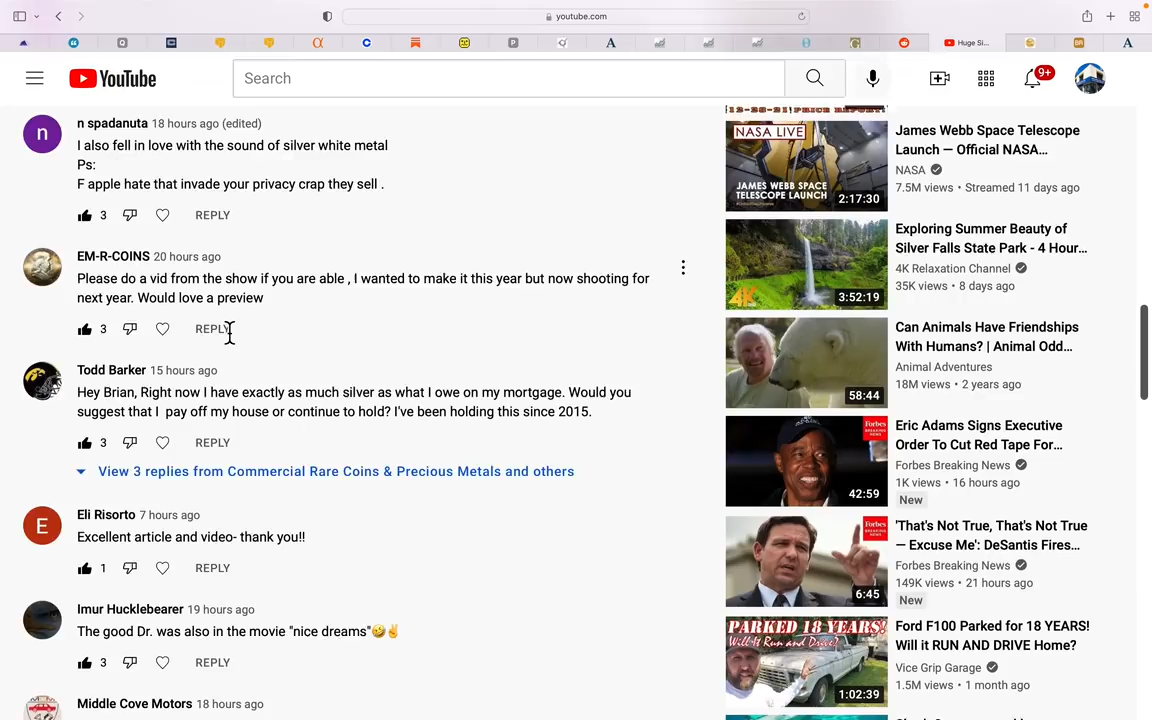 youtube.com
Huge Si...
YouTube
Search
9+
n spadanuta 18 hours ago (edited)
I also fell in love with the sound of silver white metal
Ps:
F apple hate that invade your privacy crap they sell .
3 REPLY
EM-R-COINS 20 hours ago
Please do a vid from the show if you are able , I wanted to make it this year but now shooting for
next year. Would love a preview
3 REPLY
Todd Barker 15 hours ago
Hey Brian, Right now I have exactly as much silver as what I owe on my mortgage. Would you
suggest that I pay off my house or continue to hold? I've been holding this since 2015.
3 REPLY
View 3 replies from Commercial Rare Coins & Precious Metals and others
E
Eli Risorto 7 hours ago
Excellent article and video- thank you!!
1 REPLY
Imur Hucklebearer 19 hours ago
The good Dr. was also in the movie "nice dreams"🤣✌
3 REPLY
Middle Cove Motors 18 hours ago
NASA LIVE
JAMES WEBB SPACE
TELESCOPE LAUNCH
2:17:30
James Webb Space Telescope
Launch — Official NASA...
NASA
7.5M views • Streamed 11 days ago
4K
3:52:19
Exploring Summer Beauty of
Silver Falls State Park - 4 Hour...
4K Relaxation Channel
35K views • 8 days ago
58:44
Can Animals Have Friendships
With Humans? | Animal Odd...
Animal Adventures
18M views • 2 years ago
Forbes
BREAKING
NEWS
42:59
Eric Adams Signs Executive
Order To Cut Red Tape For...
Forbes Breaking News
1K views • 16 hours ago
New
Forbes
BREAKING
NEWS
6:45
'That's Not True, That's Not True
— Excuse Me': DeSantis Fires...
Forbes Breaking News
149K views • 21 hours ago
New
PARKED 18 YEARS!
Will it RUN AND DRIVE?
1:02:39
Ford F100 Parked for 18 YEARS!
Will it RUN AND DRIVE Home?
Vice Grip Garage
1.5M views • 1 month ago